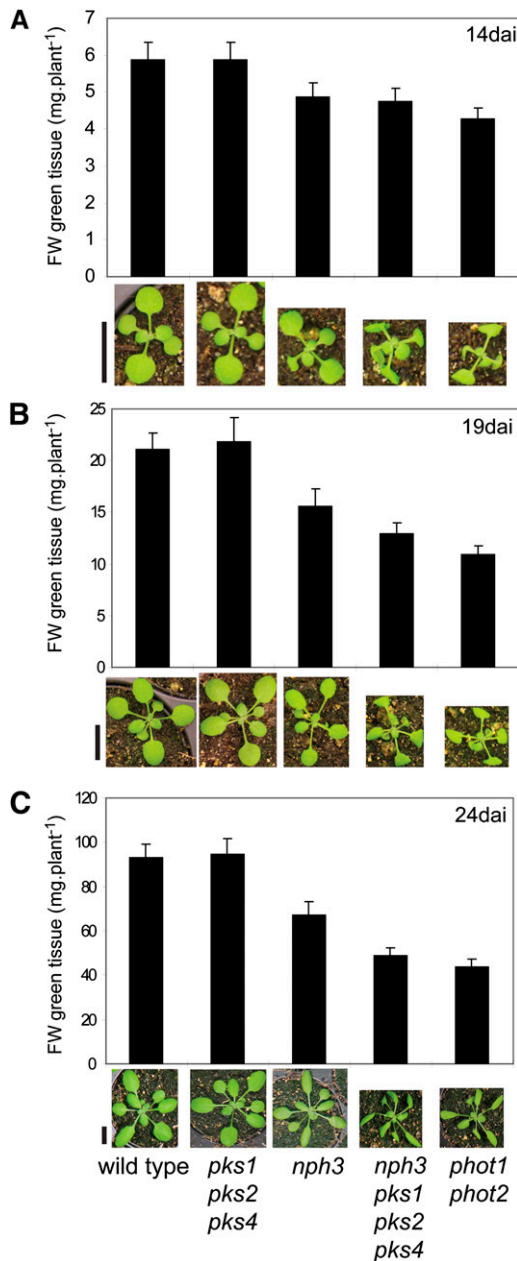 A
14dai
FW green tissue (mg.plant-1)
7
6
5
4
3
2
1
0
B
19dai
FW green tissue (mg.plant-1)
25
20
15
10
5
0
C
24dai
FW green tissue (mg.plant-1)
120
100
80
60
40
20
0
wild type
pks1
pks2
pks4
nph3
nph3
pks1
pks2
pks4
phot1
phot2